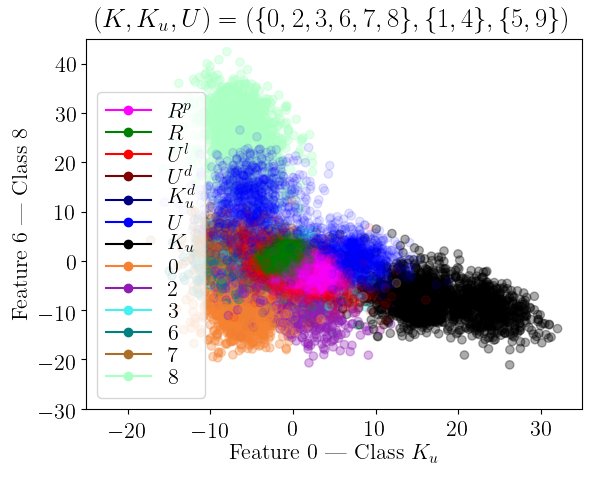 (K, K_u, U) = ({0, 2, 3, 6, 7, 8}, {1, 4}, {5, 9})
40
30
20
10
0
−10
−20
−30
Feature 6 — Class 8
R^p
R
U^l
U^d
K_u^d
U
K_u
0
2
3
6
7
8
−20 −10 0 10 20 30
Feature 0 — Class K_u